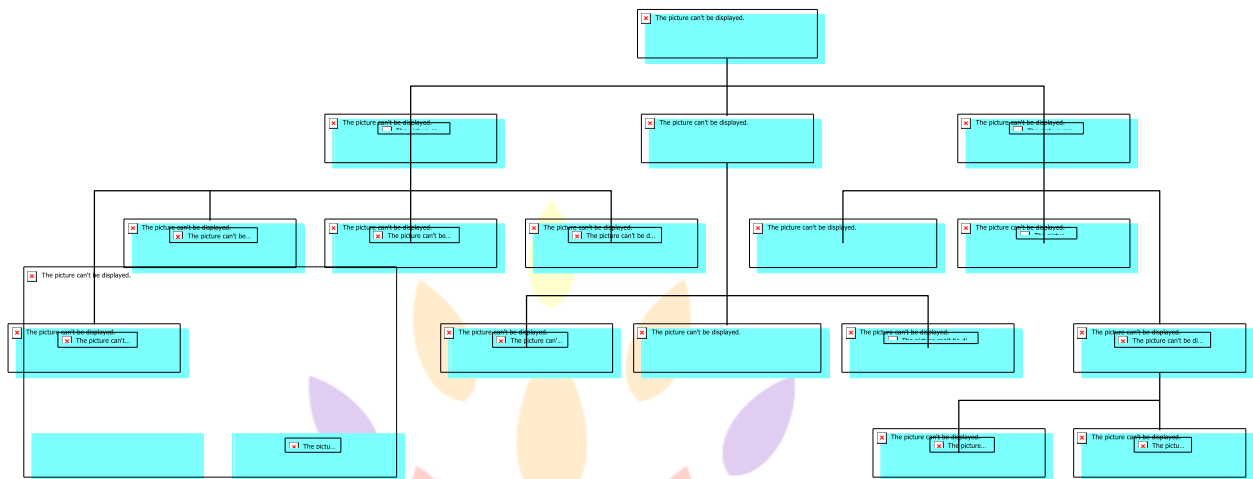 The picture can't be displayed.
The picture can't be displayed.
The picture can't be displayed.
The picture can't be displayed.
The picture can't be displayed.
The picture can't be...
The picture can't be displayed.
The picture can't be...
The picture can't be displayed.
The picture can't be d...
The picture can't be displayed.
The picture can't be displayed.
The picture can't be displayed.
The picture can't be displayed.
The picture can't...
The picture can't be displayed.
The picture can'...
The picture can't be displayed.
The picture can't be displayed.
The picture can't be displayed.
The picture can't be di...
The pictu...
The picture can't be displayed.
The picture...
The picture can't be displayed.
The pictu...